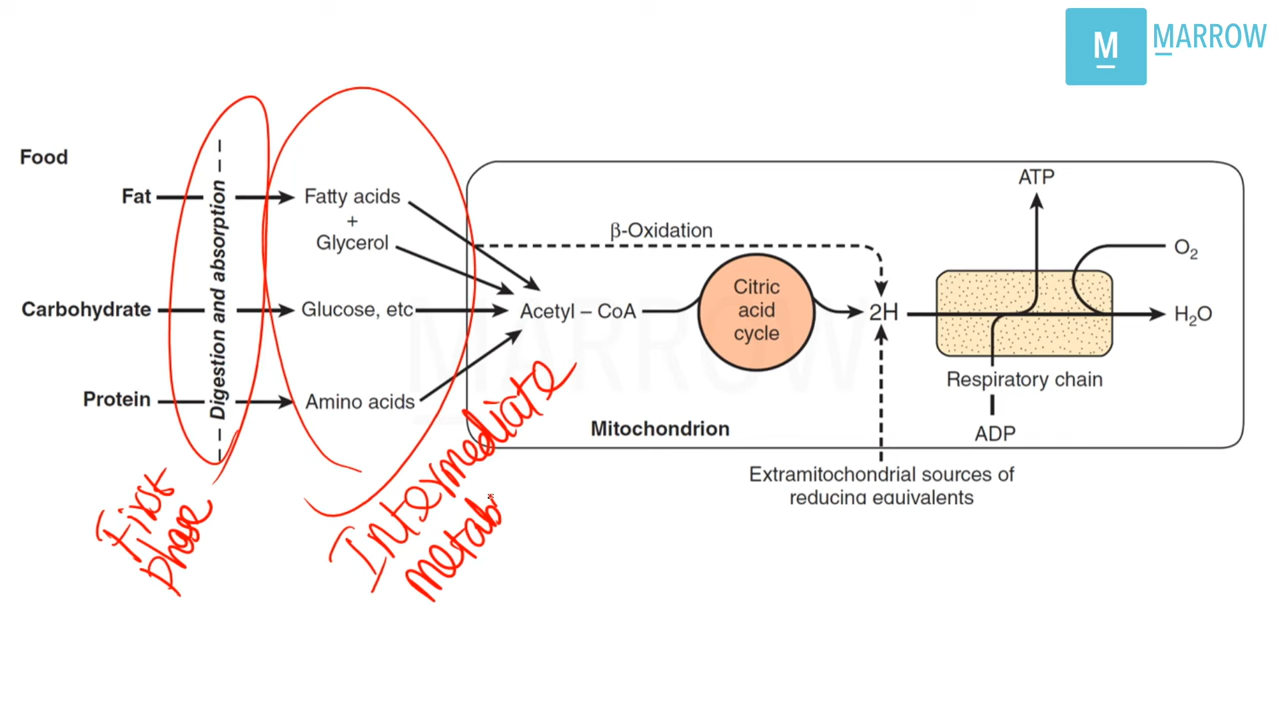 M MARROW
Food
Fat
Carbohydrate
Protein
Digestion and absorption
Fatty acids
+
Glycerol
Glucose, etc
Amino acids
Acetyl – CoA
β-Oxidation
Citric
acid
cycle
2H
Mitochondrion
ATP
O₂
H₂O
Respiratory chain
ADP
Extramitochondrial sources of
reducing equivalents
First
phase
Intermediate
metab
MARROW